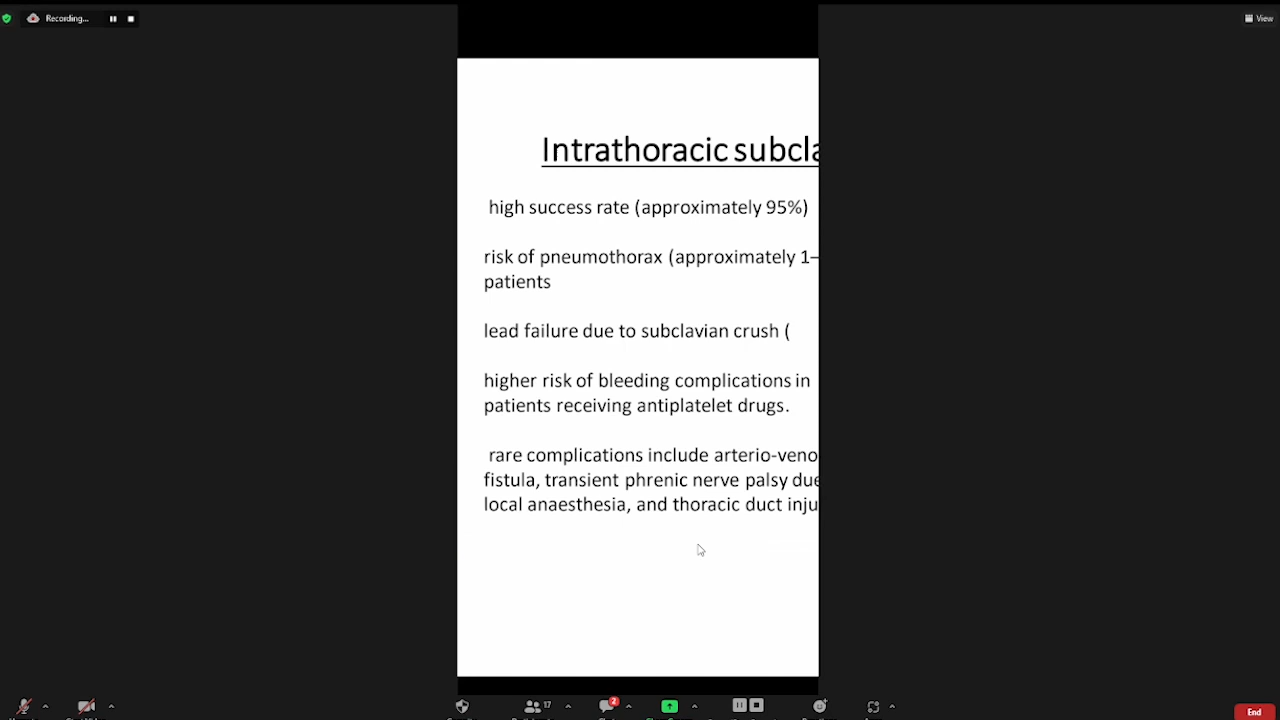 Recording...
View
Intrathoracic subcla
high success rate (approximately 95%)
risk of pneumothorax (approximately 1–
patients
lead failure due to subclavian crush (
higher risk of bleeding complications in
patients receiving antiplatelet drugs.
rare complications include arterio-veno
fistula, transient phrenic nerve palsy due
local anaesthesia, and thoracic duct inju
17
2
End